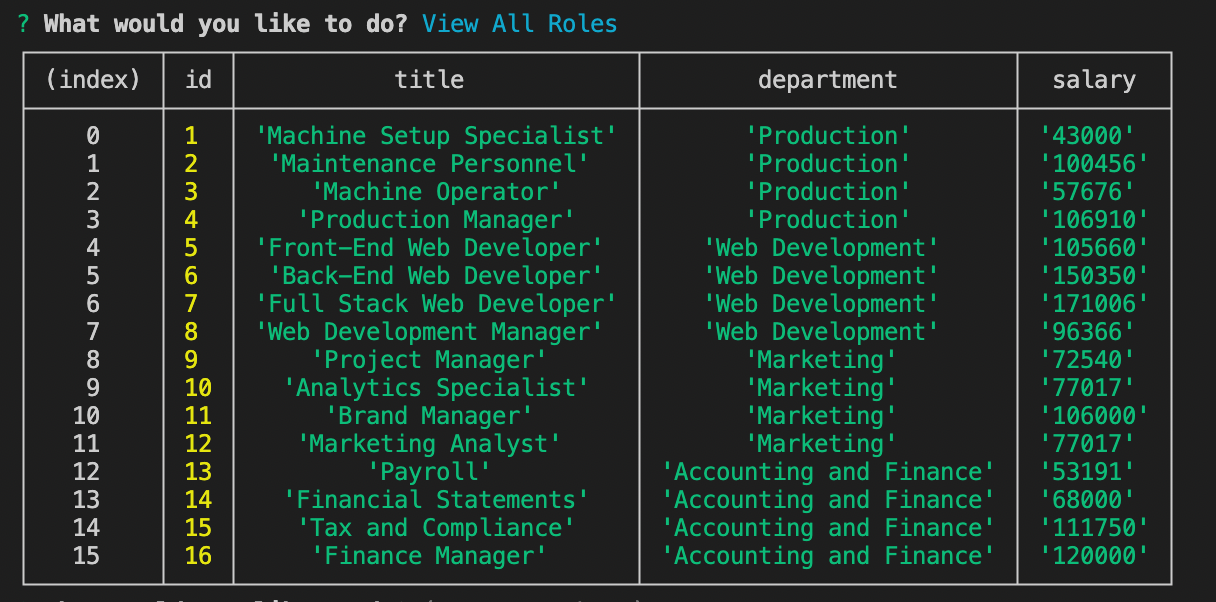 ? What would you like to do? View All Roles
(index) id title department salary
0 1 'Machine Setup Specialist' 'Production' '43000'
1 2 'Maintenance Personnel' 'Production' '100456'
2 3 'Machine Operator' 'Production' '57676'
3 4 'Production Manager' 'Production' '106910'
4 5 'Front-End Web Developer' 'Web Development' '105660'
5 6 'Back-End Web Developer' 'Web Development' '150350'
6 7 'Full Stack Web Developer' 'Web Development' '171006'
7 8 'Web Development Manager' 'Web Development' '96366'
8 9 'Project Manager' 'Marketing' '72540'
9 10 'Analytics Specialist' 'Marketing' '77017'
10 11 'Brand Manager' 'Marketing' '106000'
11 12 'Marketing Analyst' 'Marketing' '77017'
12 13 'Payroll' 'Accounting and Finance' '53191'
13 14 'Financial Statements' 'Accounting and Finance' '68000'
14 15 'Tax and Compliance' 'Accounting and Finance' '111750'
15 16 'Finance Manager' 'Accounting and Finance' '120000'